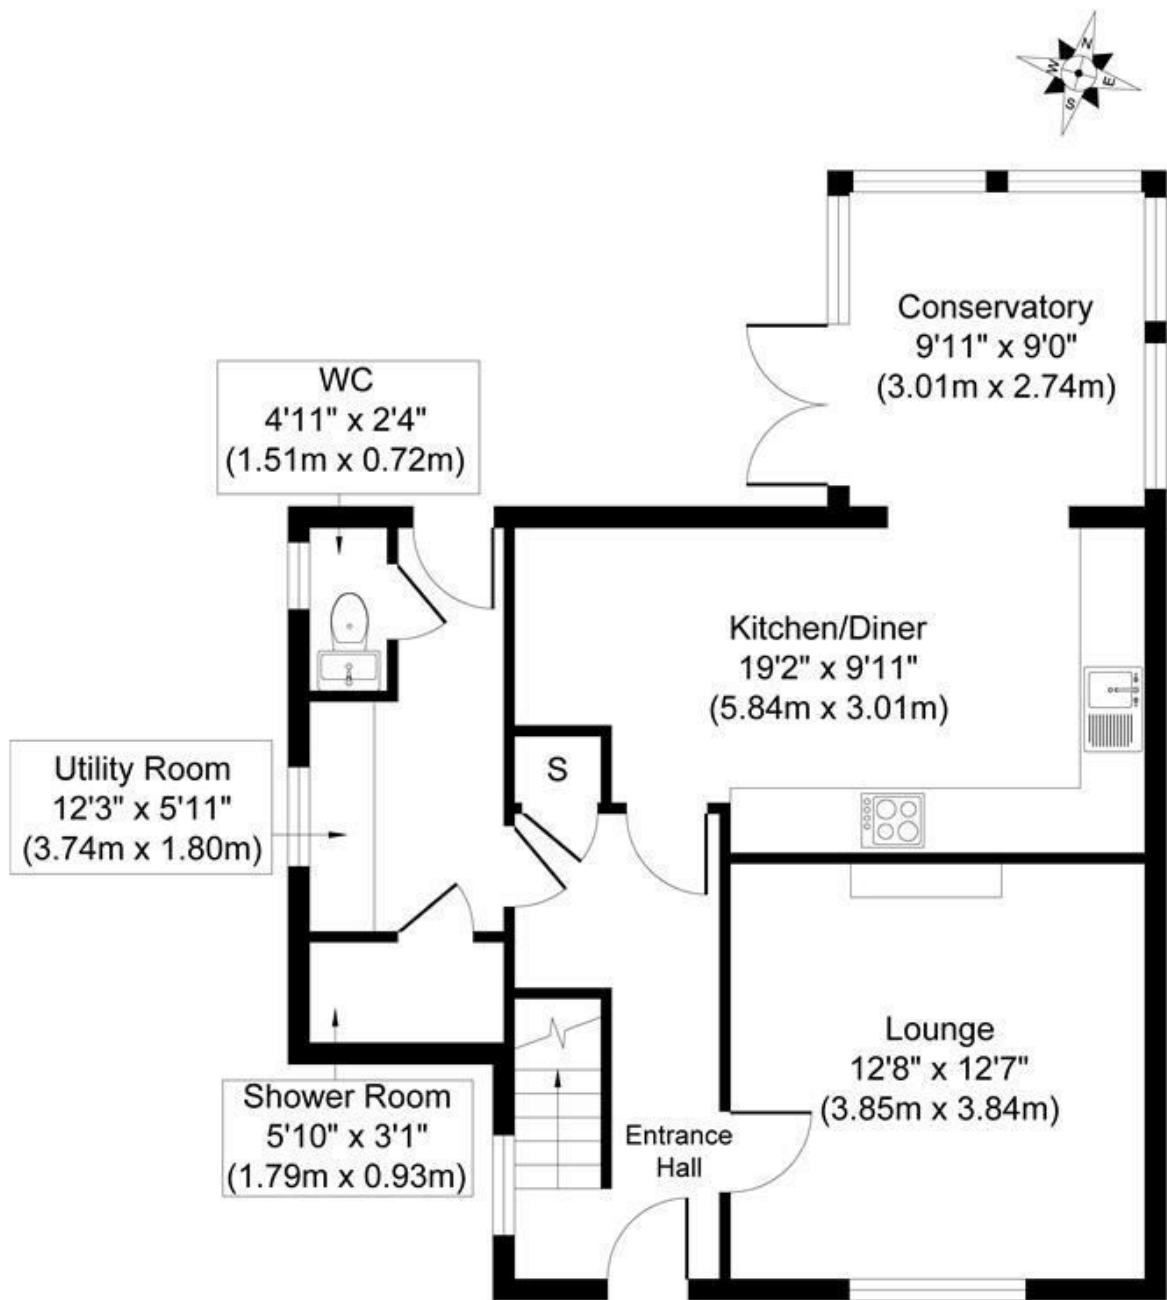 N
W
E
S
Conservatory
9'11" x 9'0"
(3.01m x 2.74m)
WC
4'11" x 2'4"
(1.51m x 0.72m)
Kitchen/Diner
19'2" x 9'11"
(5.84m x 3.01m)
Utility Room
12'3" x 5'11"
(3.74m x 1.80m)
S
Lounge
12'8" x 12'7"
(3.85m x 3.84m)
Shower Room
5'10" x 3'1"
(1.79m x 0.93m)
Entrance
Hall